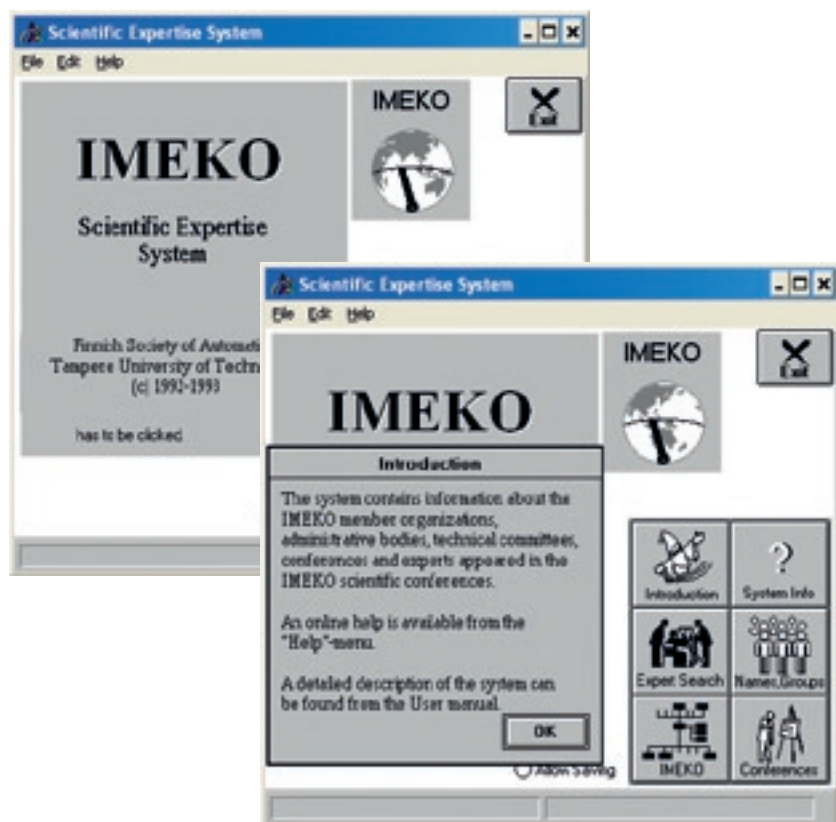 Scientific Expertise System
File Edit Help
IMEKO
Scientific Expertise
System
Finnish Society of
Tampere University of
(c) 1992-1993
has to be clicked.
IMEKO
Exit
Scientific Expertise System
File Edit Help
IMEKO
IMEKO
Exit
Introduction
The system contains information about the
IMEKO member organizations,
administrative bodies, technical committees,
conferences and experts appeared in the
IMEKO scientific conferences.
An online help is available from the
"Help"-menu.
A detailed description of the system can
be found from the User manual.
OK
Allow Saving
Introduction
? System Info
Expert Search
Names,Groups
IMEKO
Conferences